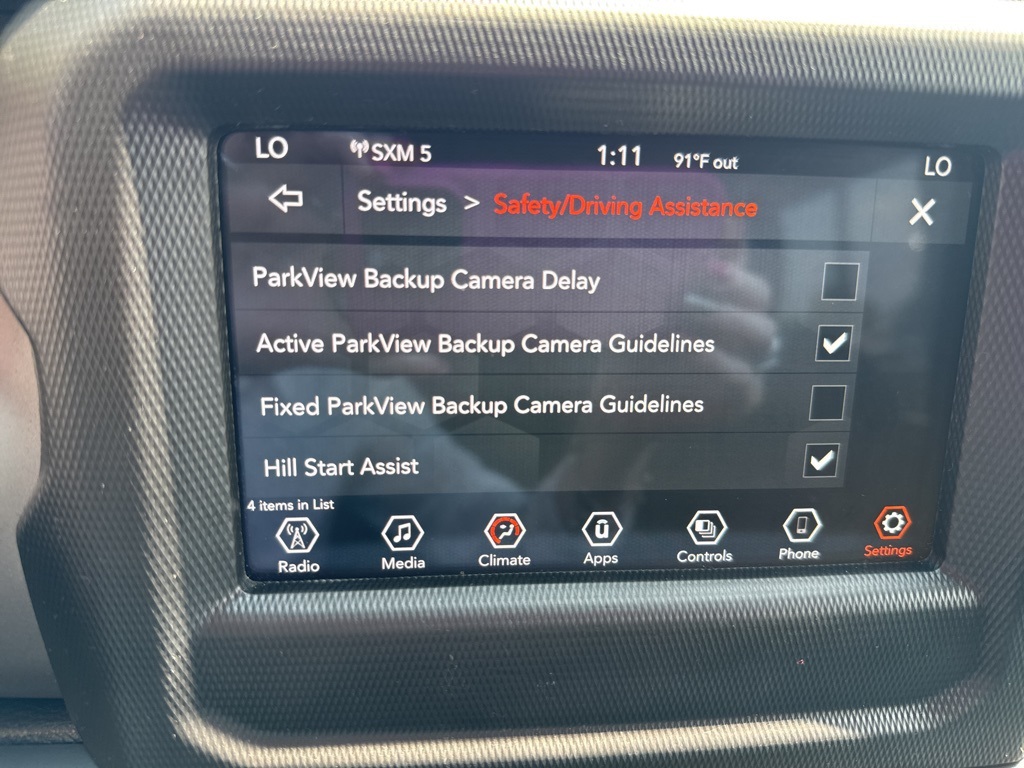 LO SXM 5 1:11 91°F out LO
Settings > Safety/Driving Assistance X
ParkView Backup Camera Delay
Active ParkView Backup Camera Guidelines
Fixed ParkView Backup Camera Guidelines
Hill Start Assist
4 items in List
Radio Media Climate Apps Controls Phone Settings